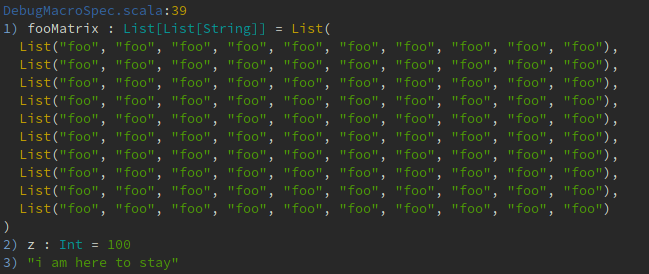 DebugMacroSpec.scala:39
1) fooMatrix : List[List[String]] = List(
  List("foo", "foo", "foo", "foo", "foo", "foo", "foo", "foo", "foo", "foo"),
  List("foo", "foo", "foo", "foo", "foo", "foo", "foo", "foo", "foo", "foo"),
  List("foo", "foo", "foo", "foo", "foo", "foo", "foo", "foo", "foo", "foo"),
  List("foo", "foo", "foo", "foo", "foo", "foo", "foo", "foo", "foo", "foo"),
  List("foo", "foo", "foo", "foo", "foo", "foo", "foo", "foo", "foo", "foo"),
  List("foo", "foo", "foo", "foo", "foo", "foo", "foo", "foo", "foo", "foo"),
  List("foo", "foo", "foo", "foo", "foo", "foo", "foo", "foo", "foo", "foo"),
  List("foo", "foo", "foo", "foo", "foo", "foo", "foo", "foo", "foo", "foo"),
  List("foo", "foo", "foo", "foo", "foo", "foo", "foo", "foo", "foo", "foo"),
  List("foo", "foo", "foo", "foo", "foo", "foo", "foo", "foo", "foo", "foo")
)
2) z : Int = 100
3) "i am here to stay"